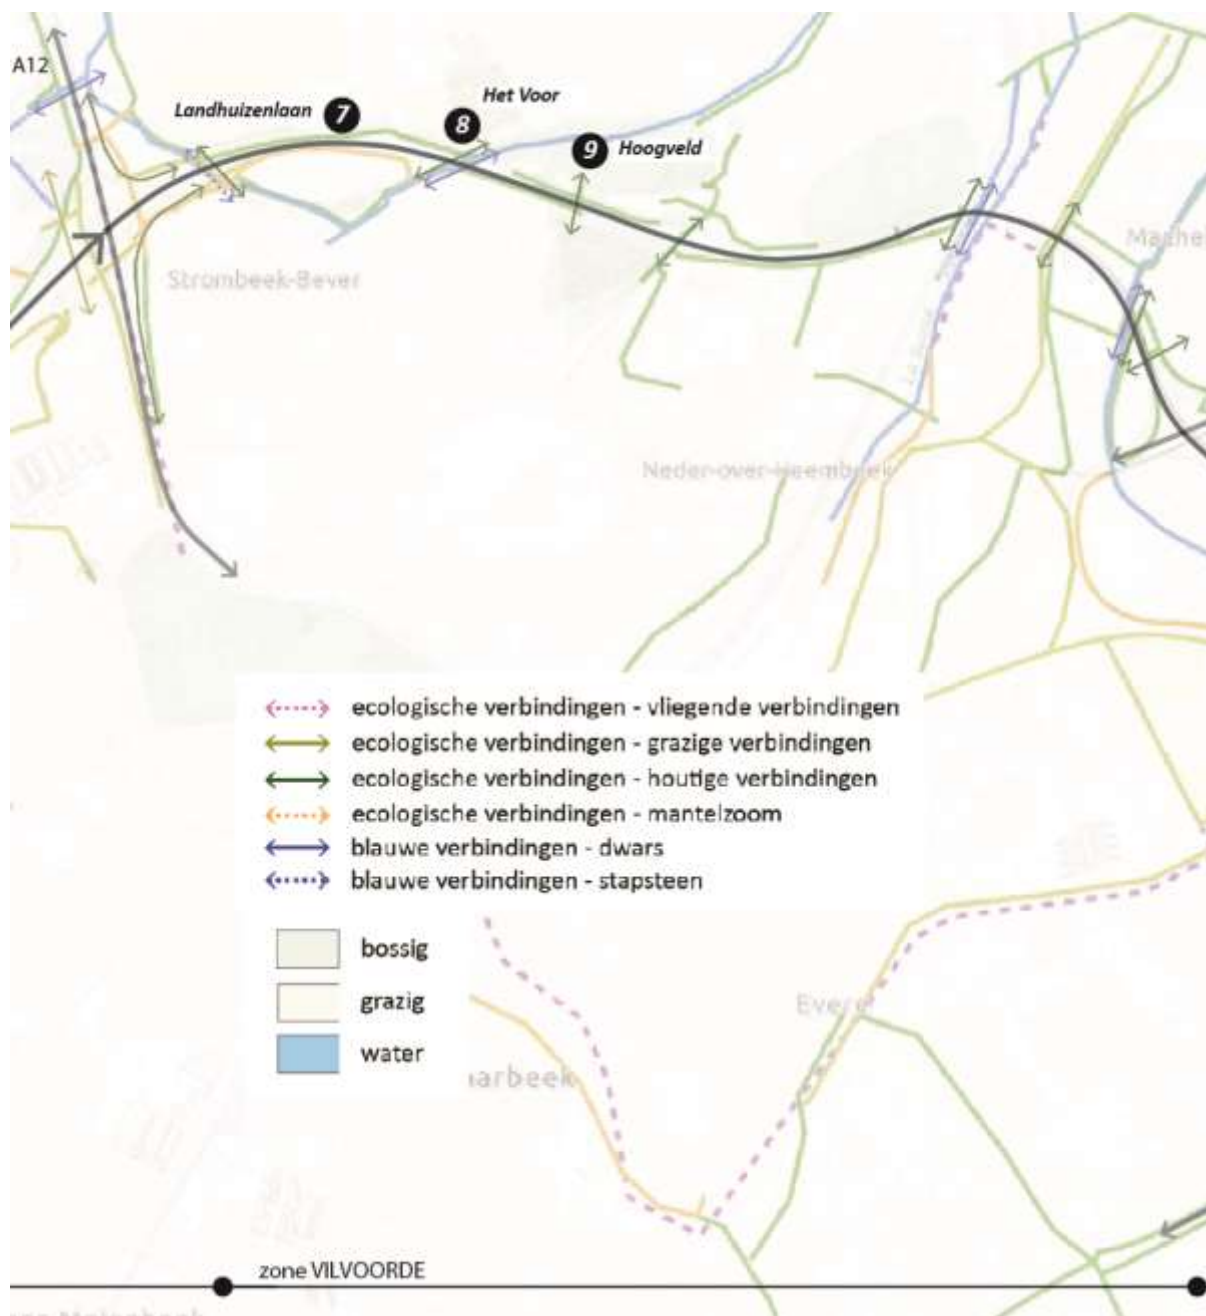 A12
Het Voor
Landhuizenlaan 7
8
9 Hoogveld
Strombeek-Bever
Neder-over-Heembeek
ecologische verbindingen - vliegende verbindingen
ecologische verbindingen - grazige verbindingen
ecologische verbindingen - houtige verbindingen
ecologische verbindingen - mantelzoom
blauwe verbindingen - dwars
blauwe verbindingen - stapsteen
bossig
grazig
water
Evere
arbeek
zone VILVOORDE